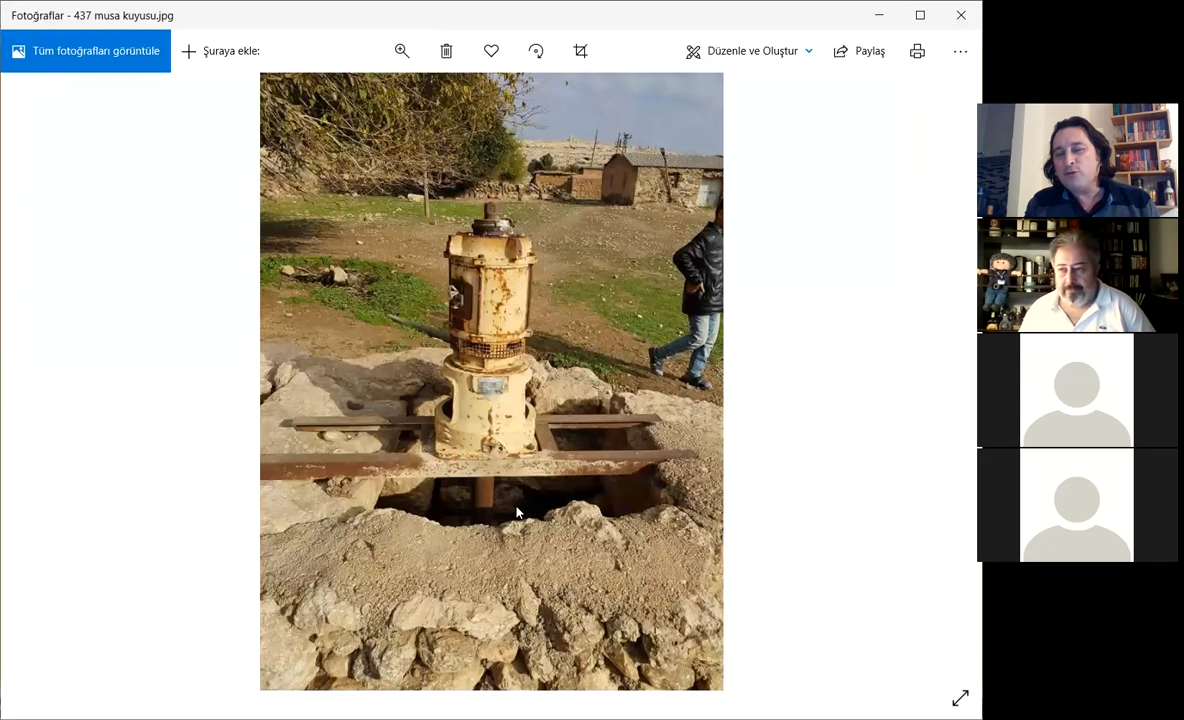 Fotoğraflar - 437 musa kuyusu.jpg
Tüm fotoğrafları görüntüle
Şuraya ekle:
Düzenle ve Oluştur
Paylaş